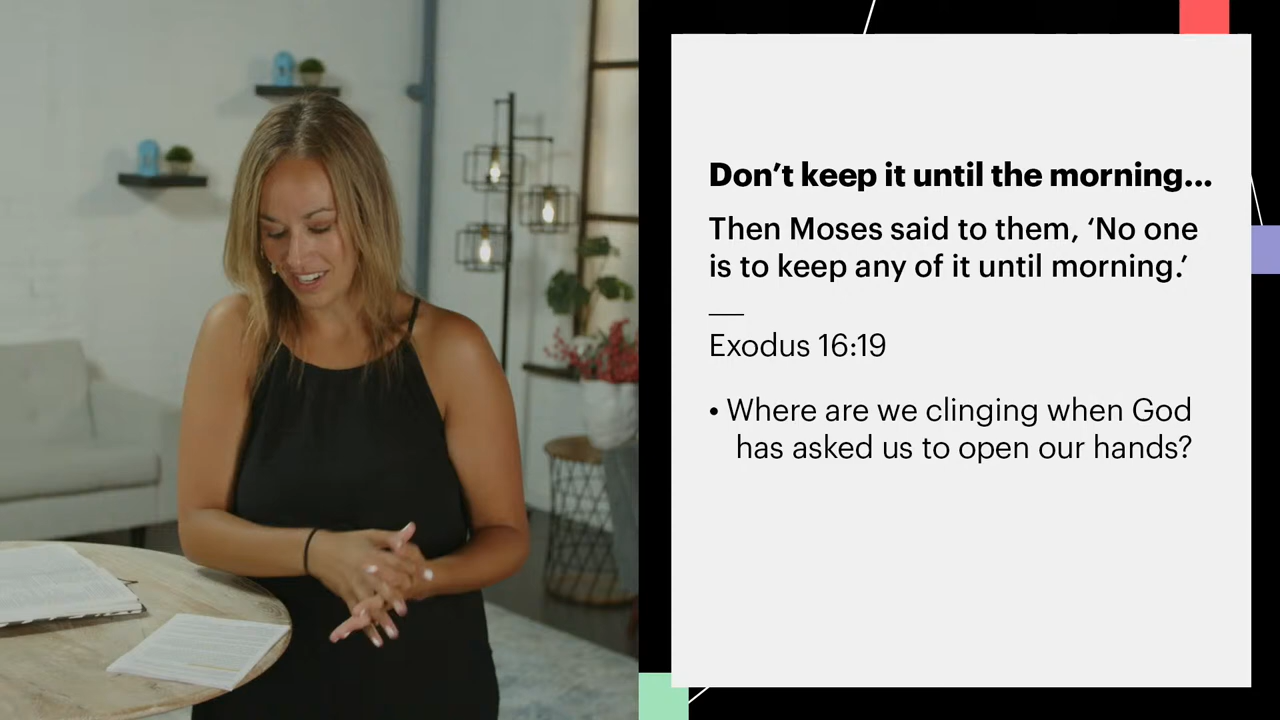 Don’t keep it until the morning...
Then Moses said to them, ‘No one
is to keep any of it until morning.’
Exodus 16:19
• Where are we clinging when God
has asked us to open our hands?